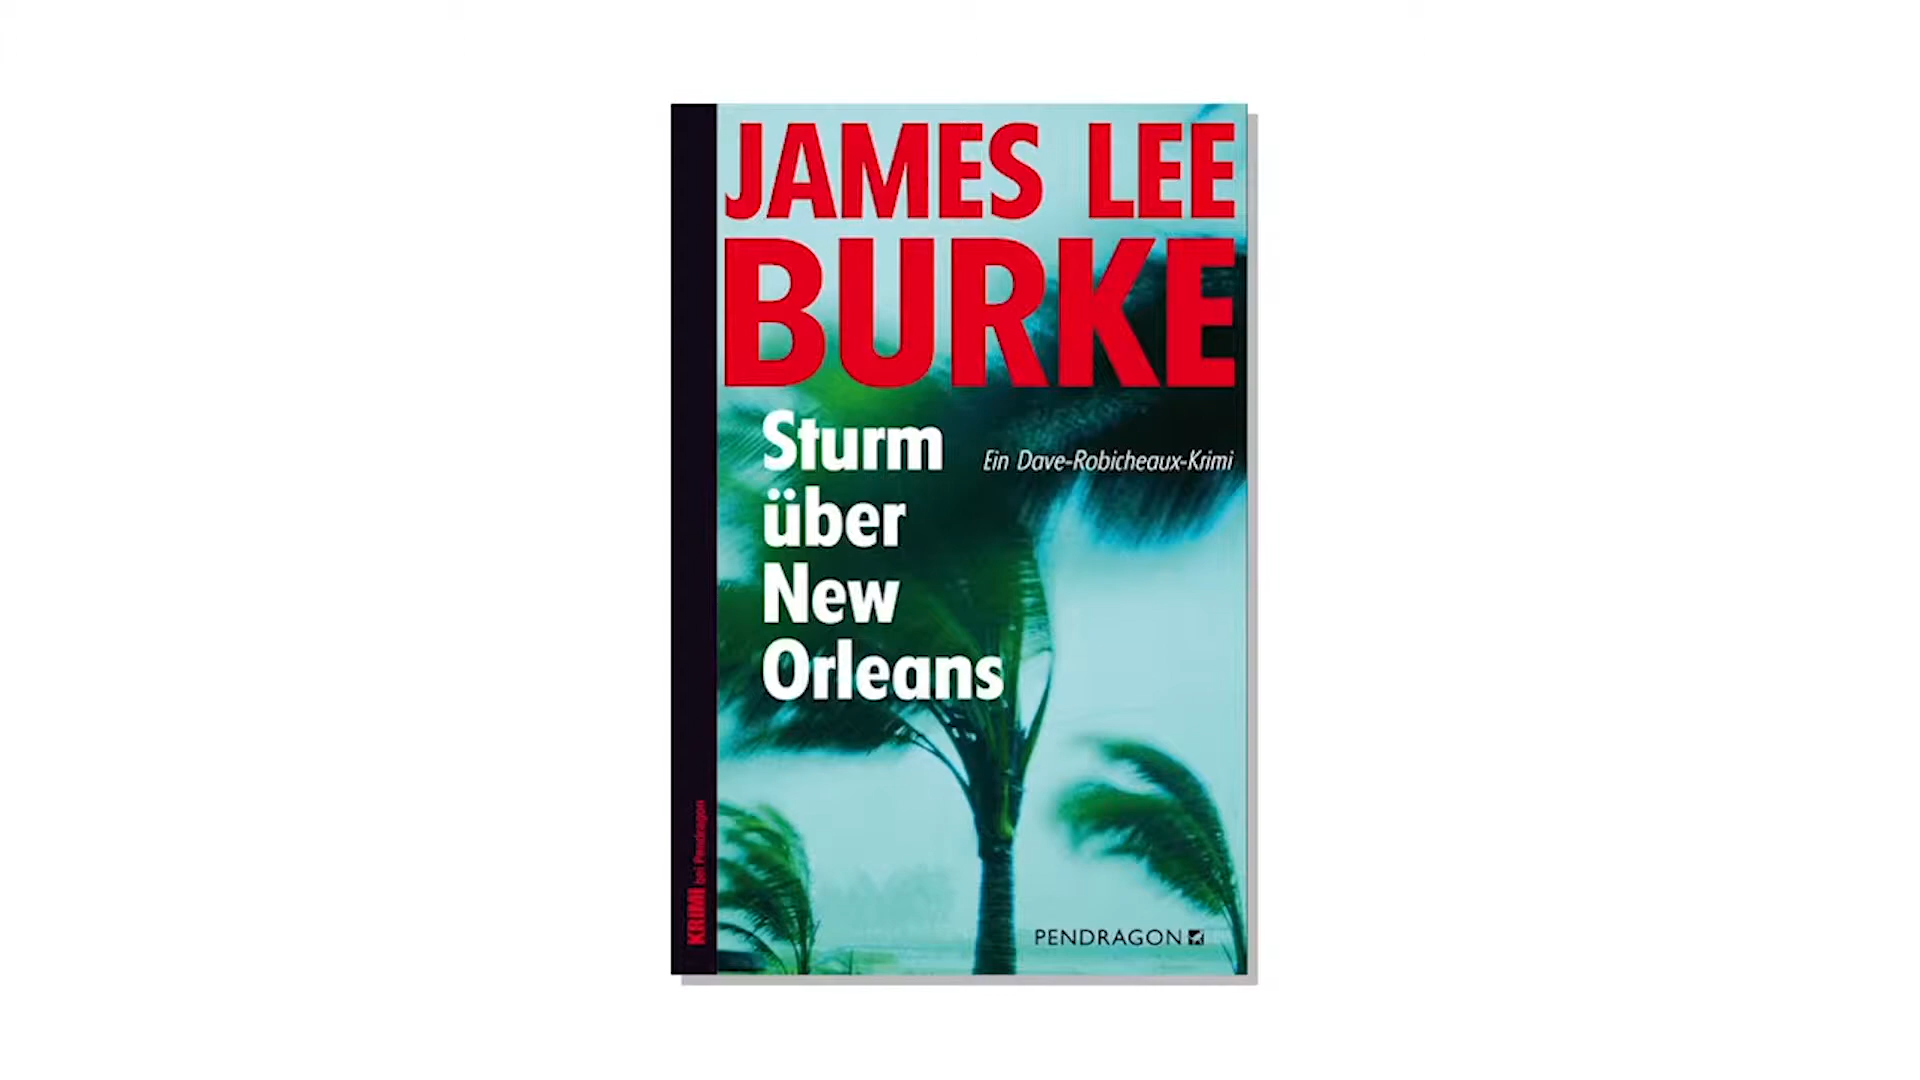 JAMES LEE
BURKE
Sturm
über
New
Orleans
Ein Dave-Robicheaux-Krimi
KRIMI bei Pendragon
PENDRAGON